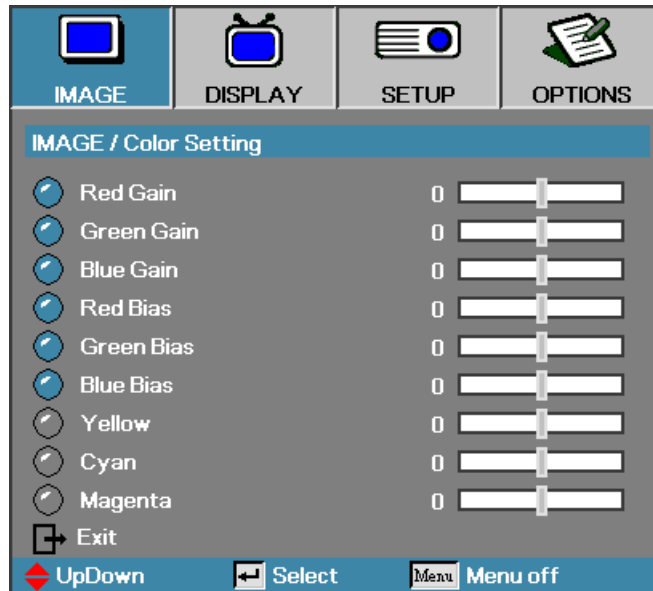 IMAGE DISPLAY SETUP OPTIONS
IMAGE / Color Setting
Red Gain 0
Green Gain 0
Blue Gain 0
Red Bias 0
Green Bias 0
Blue Bias 0
Yellow 0
Cyan 0
Magenta 0
Exit
UpDown Select Menu Menu off